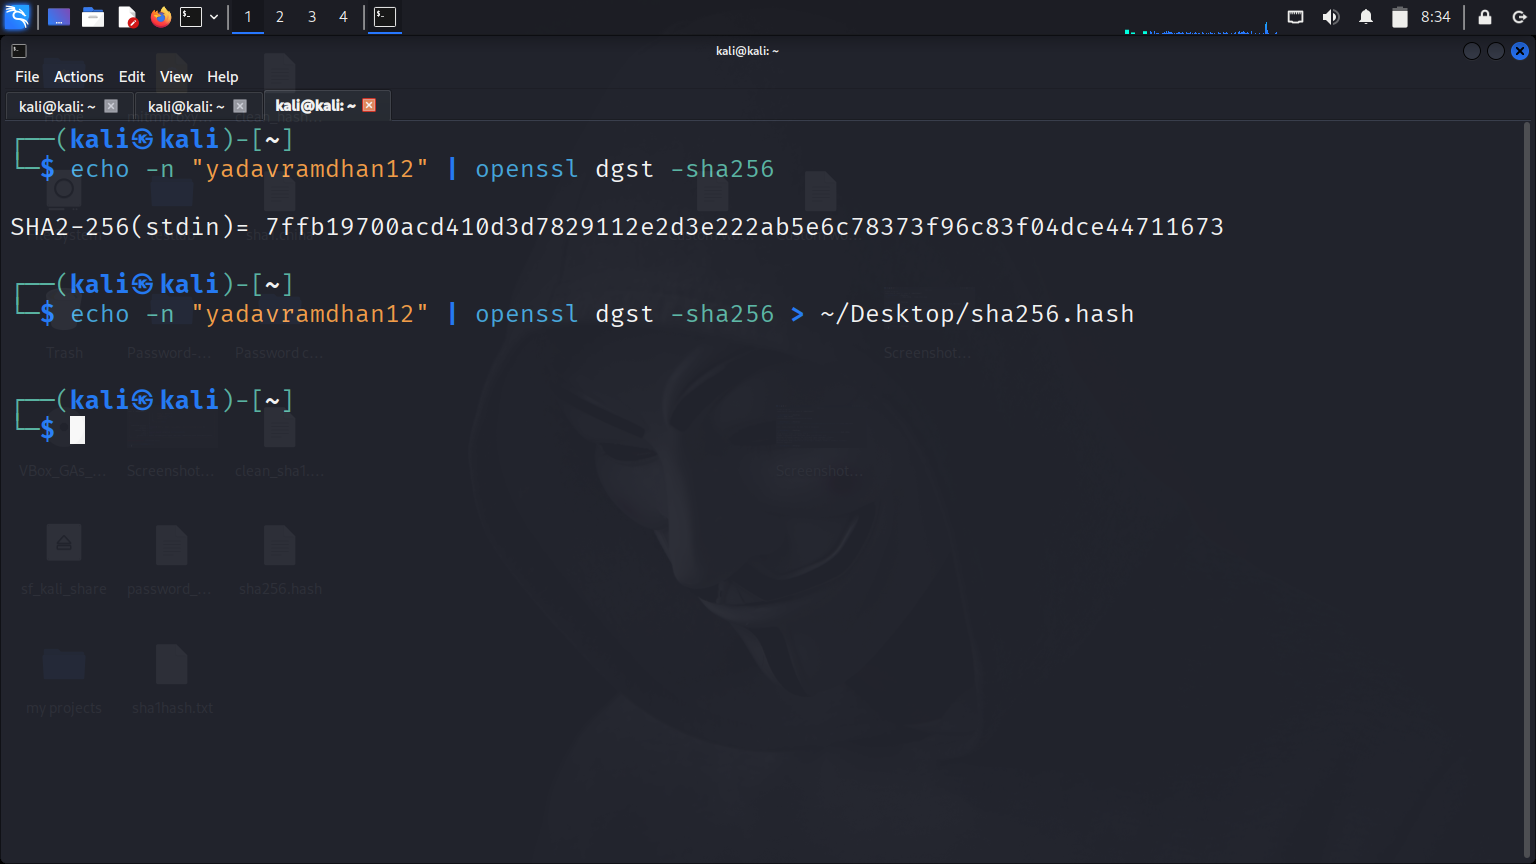 1 2 3 4 8:34
kali@kali: ~
File Actions Edit View Help
kali@kali: ~ kali@kali: ~ kali@kali: ~
┌──(kali㉿kali)-[~]
└─$ echo -n "yadavramdhan12" | openssl dgst -sha256
SHA2-256(stdin)= 7ffb19700acd410d3d7829112e2d3e222ab5e6c78373f96c83f04dce44711673
┌──(kali㉿kali)-[~]
└─$ echo -n "yadavramdhan12" | openssl dgst -sha256 > ~/Desktop/sha256.hash
Trash Password-... Password c... Screenshot...
┌──(kali㉿kali)-[~]
└─$
VBox_GAs_... Screenshot... clean_sha1.... Screenshot...
sf_kali_share password_... sha256.hash
my projects sha1hash.txt